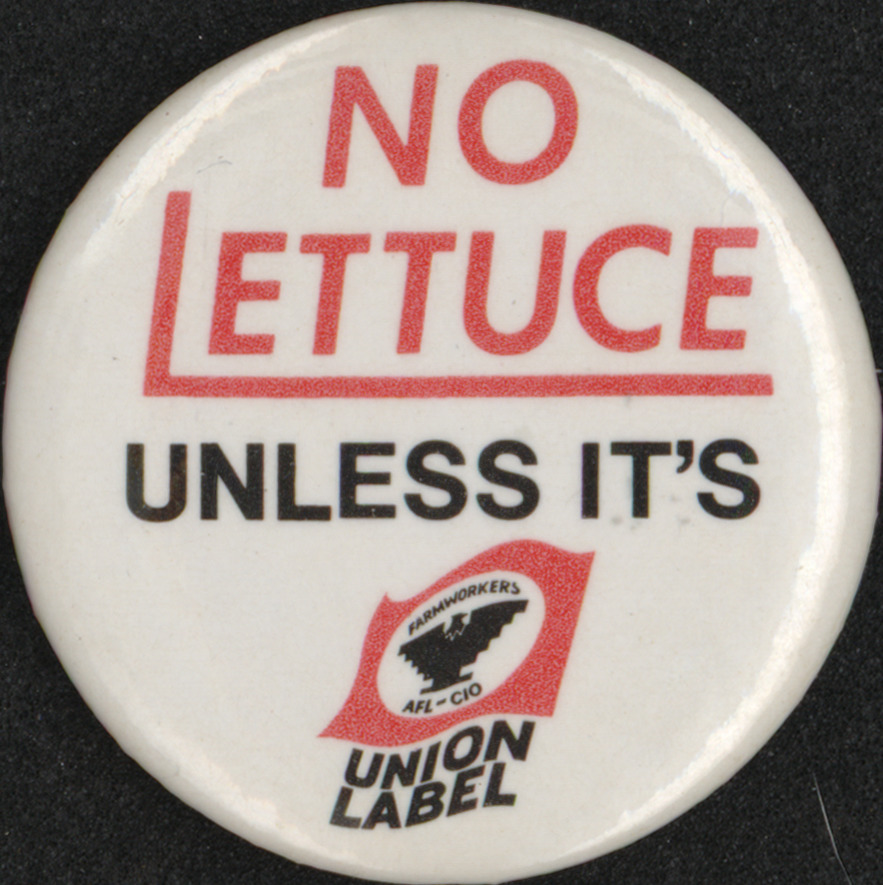 NO
LETTUCE
UNLESS IT'S
FARMWORKERS
AFL-CIO
UNION
LABEL